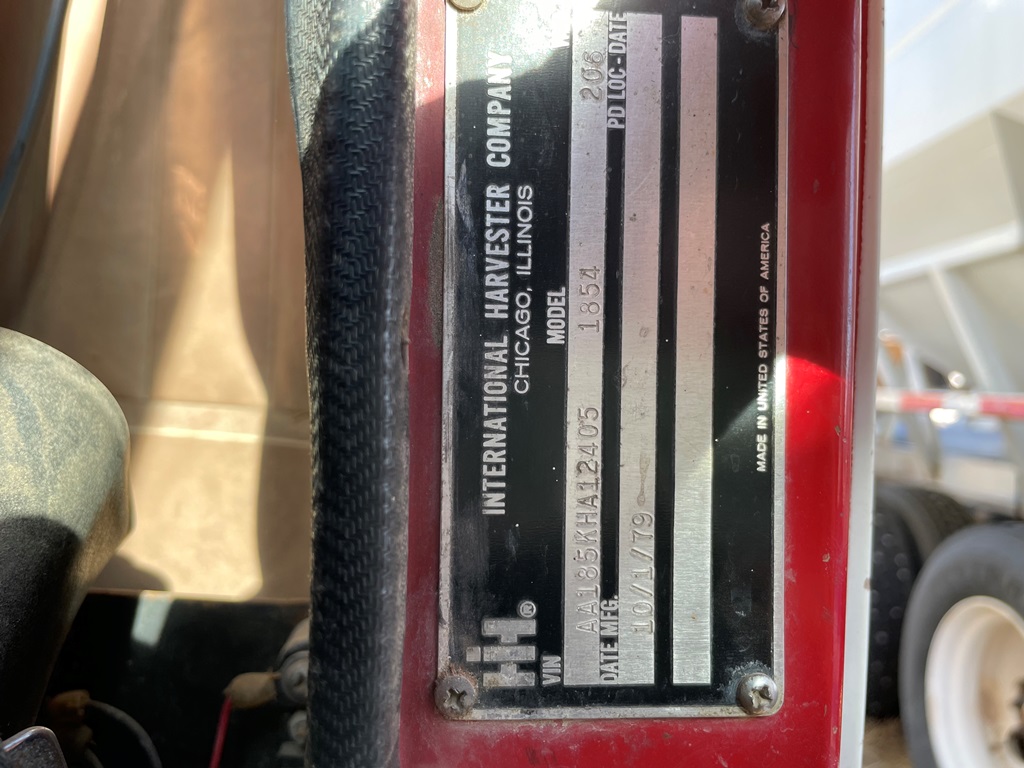 IH® INTERNATIONAL HARVESTER COMPANY
CHICAGO, ILLINOIS
VIN MODEL
AA185KHA12405 1854 206
DATE MFG. PD LOC-DATE
10/1/79
MADE IN UNITED STATES OF AMERICA